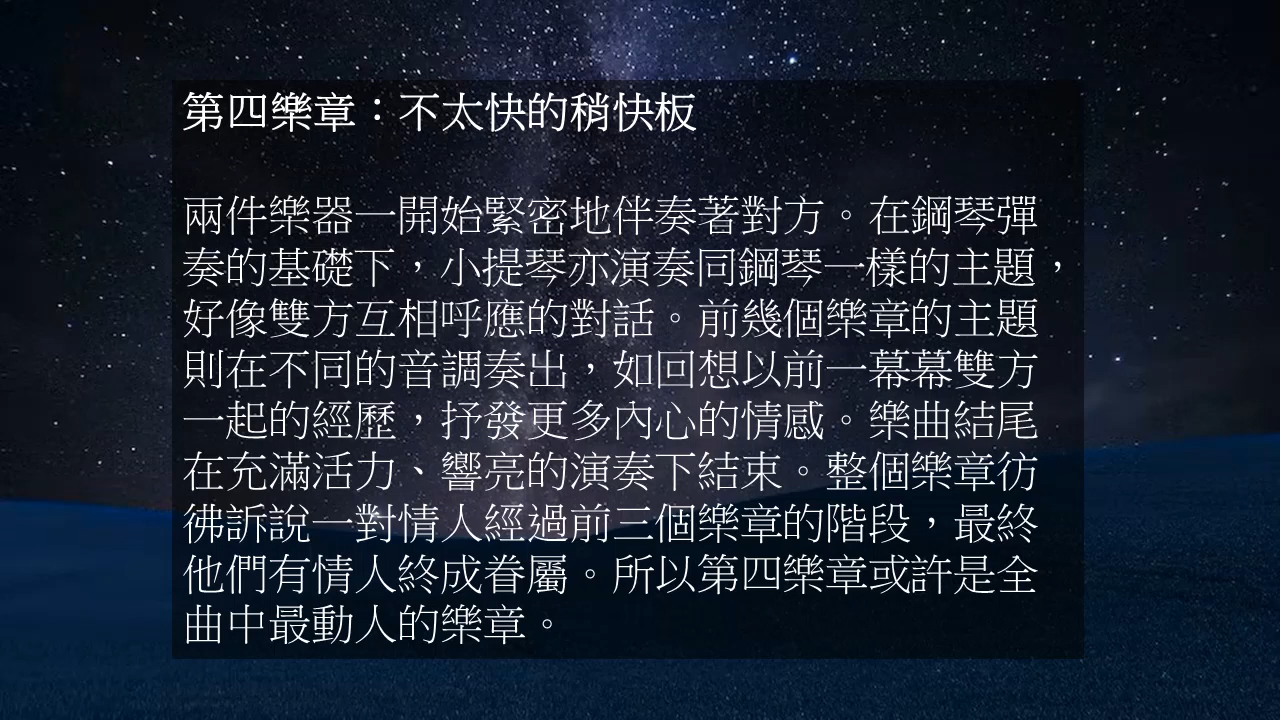 第四樂章：不太快的稍快板
兩件樂器一開始緊密地伴奏著對方。在鋼琴彈
奏的基礎下，小提琴亦演奏同鋼琴一樣的主題，
好像雙方互相呼應的對話。前幾個樂章的主題
則在不同的音調奏出，如回想以前一幕幕雙方
一起的經歷，抒發更多內心的情感。樂曲結尾
在充滿活力、響亮的演奏下結束。整個樂章彷
彿訴說一對情人經過前三個樂章的階段，最終
他們有情人終成眷屬。所以第四樂章或許是全
曲中最動人的樂章。